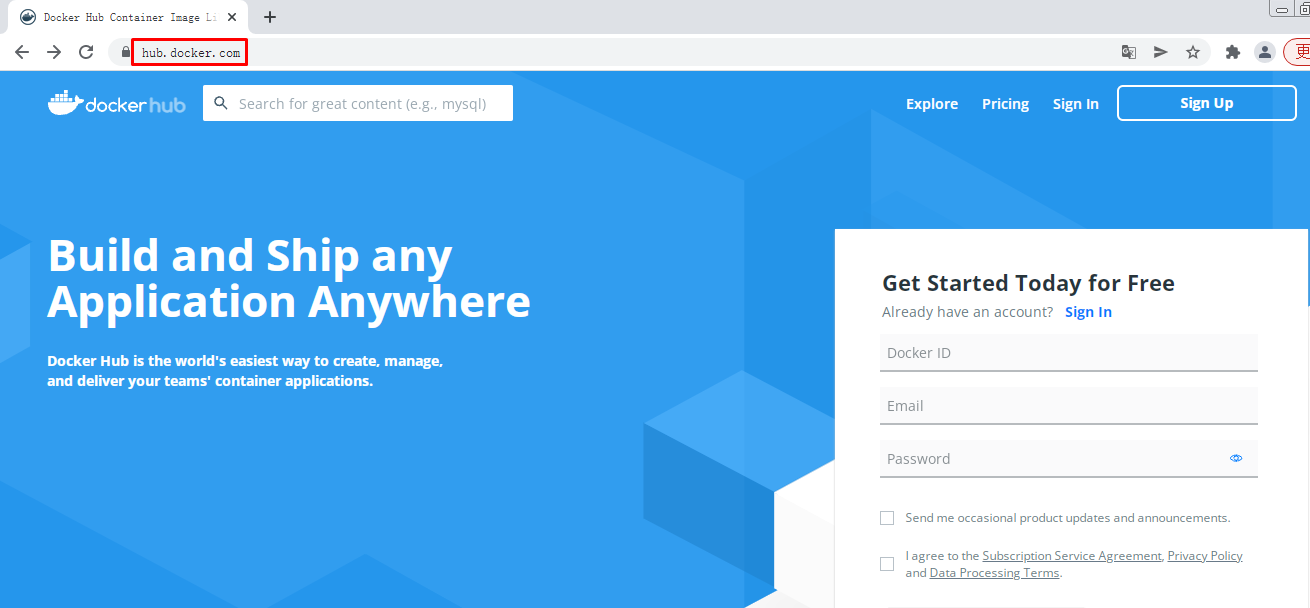 Docker Hub Container Image Li
hub.docker.com
更
docker hub
Search for great content (e.g., mysql)
Explore
Pricing
Sign In
Sign Up
Build and Ship any
Application Anywhere
Docker Hub is the world's easiest way to create, manage,
and deliver your teams' container applications.
Get Started Today for Free
Already have an account? Sign In
Docker ID
Email
Password
Send me occasional product updates and announcements.
I agree to the Subscription Service Agreement, Privacy Policy
and Data Processing Terms.